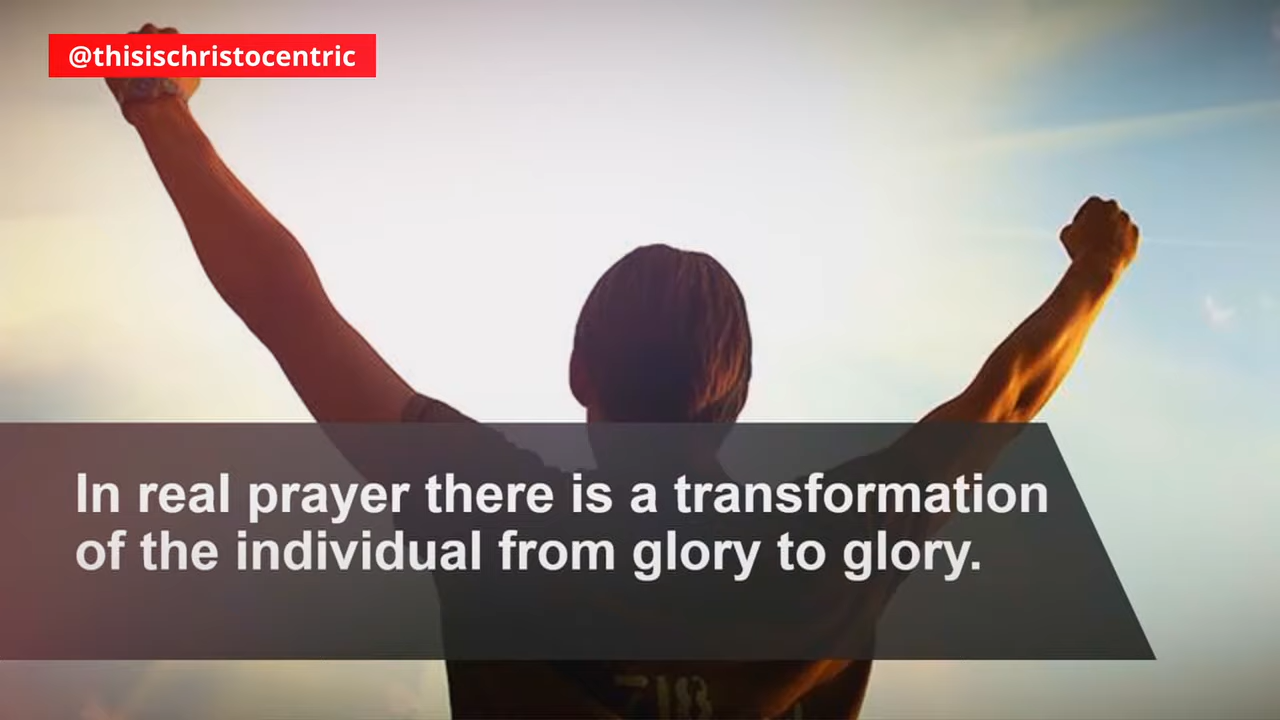 @thisischristocentric
In real prayer there is a transformation
of the individual from glory to glory.